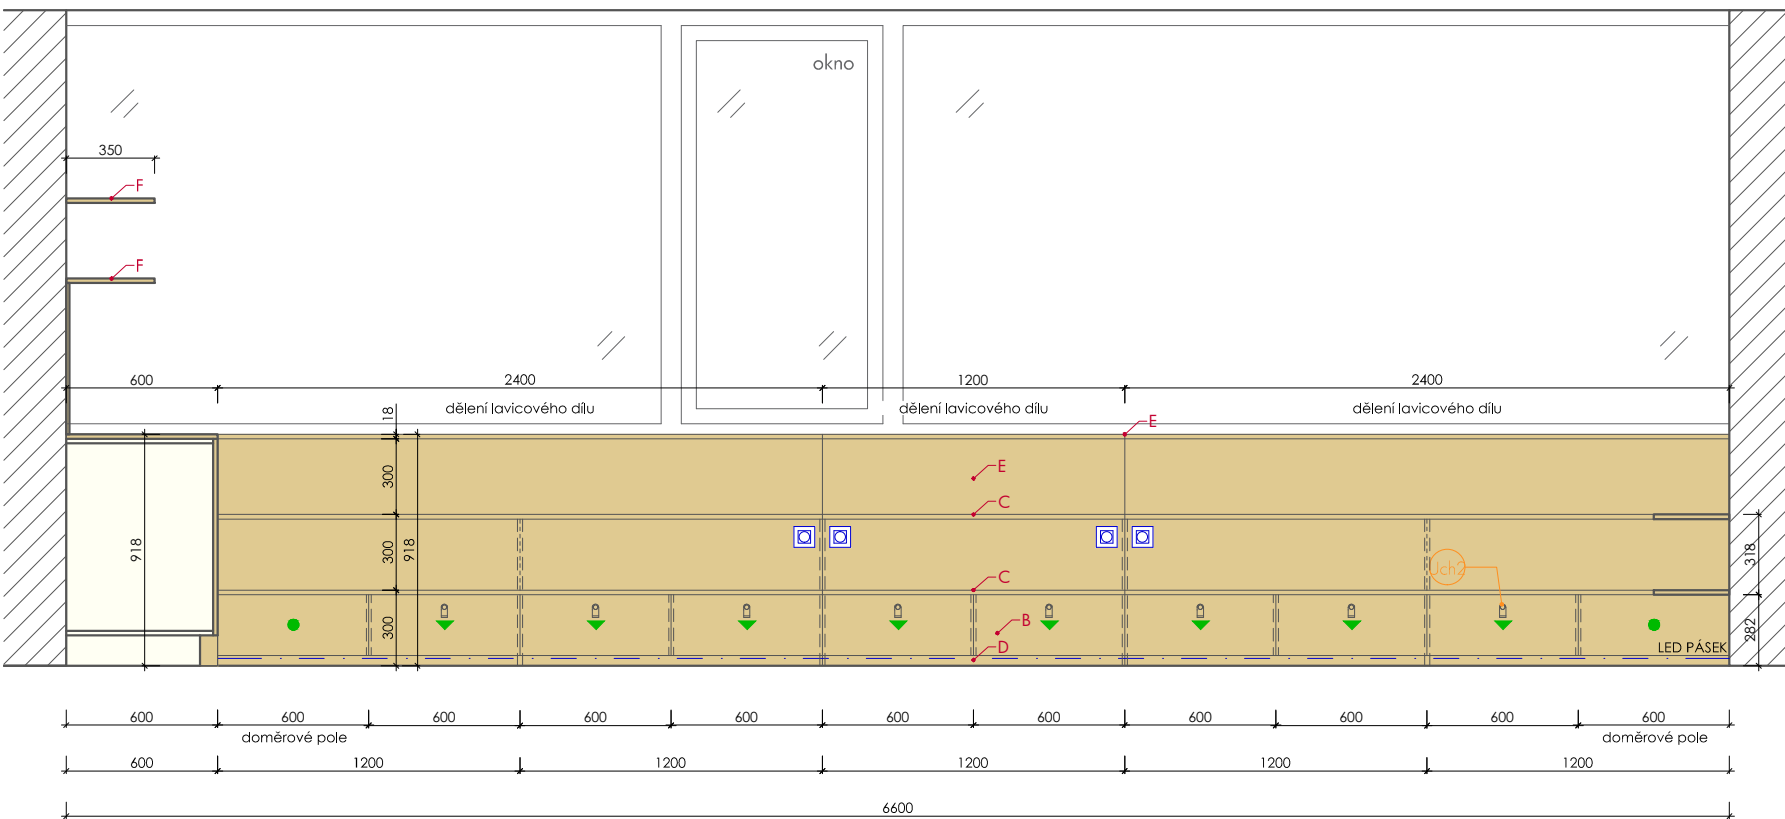 okno
350
F
F
600 2400 1200 2400
dělení lavicového dílu dělení lavicového dílu dělení lavicového dílu
18
E
300
E
C
918
300
918
Jch2
318
C
300
B
282
D
LED PÁSEK
600 600 600 600 600 600 600 600 600 600 600
doměrové pole doměrové pole
600 1200 1200 1200 1200 1200
6600